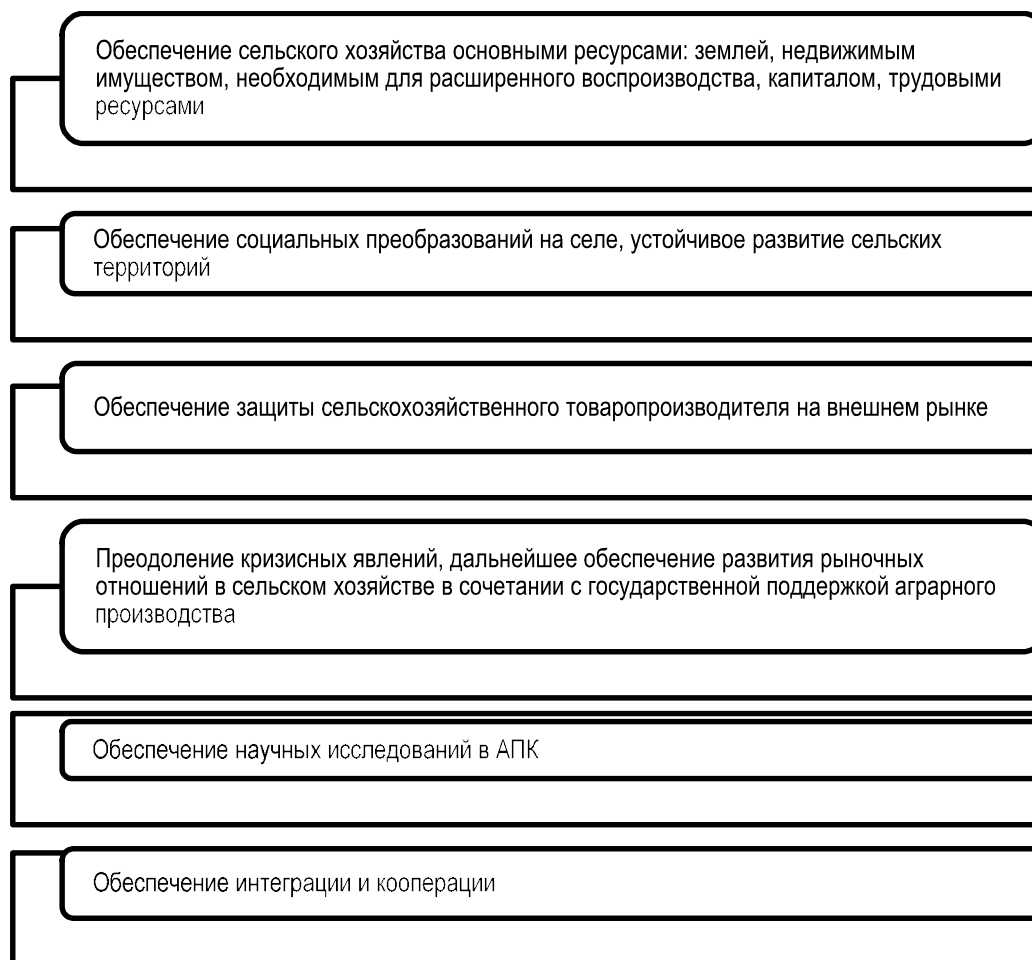 Обеспечение сельского хозяйства основными ресурсами: землей, недвижимым
имуществом, необходимым для расширенного воспроизводства, капиталом, трудовыми
ресурсами
Обеспечение социальных преобразований на селе, устойчивое развитие сельских
территорий
Обеспечение защиты сельскохозяйственного товаропроизводителя на внешнем рынке
Преодоление кризисных явлений, дальнейшее обеспечение развития рыночных
отношений в сельском хозяйстве в сочетании с государственной поддержкой аграрного
производства
Обеспечение научных исследований в АПК
Обеспечение интеграции и кооперации